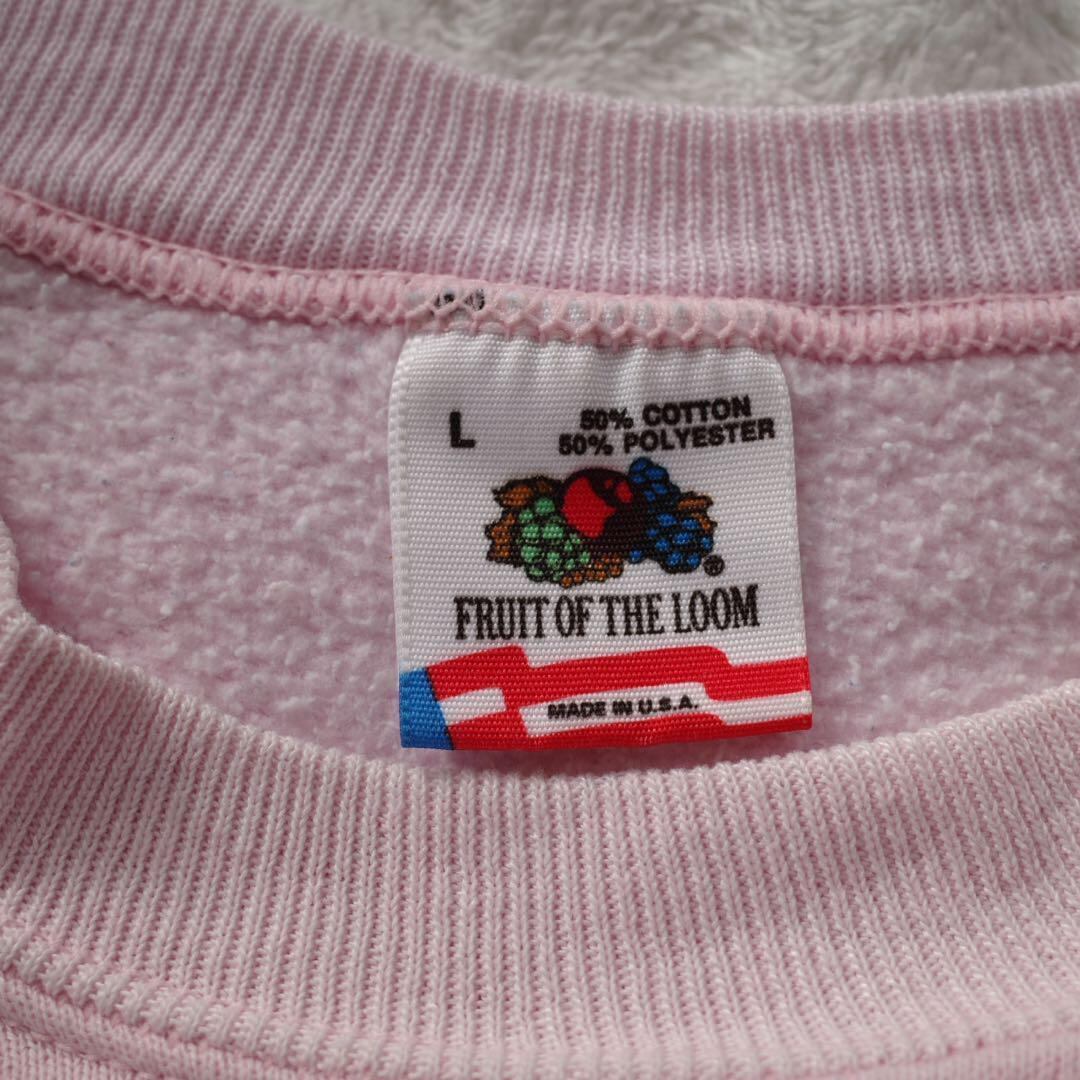 L
50% COTTON
50% POLYESTER
®
FRUIT OF THE LOOM
MADE IN U.S.A.